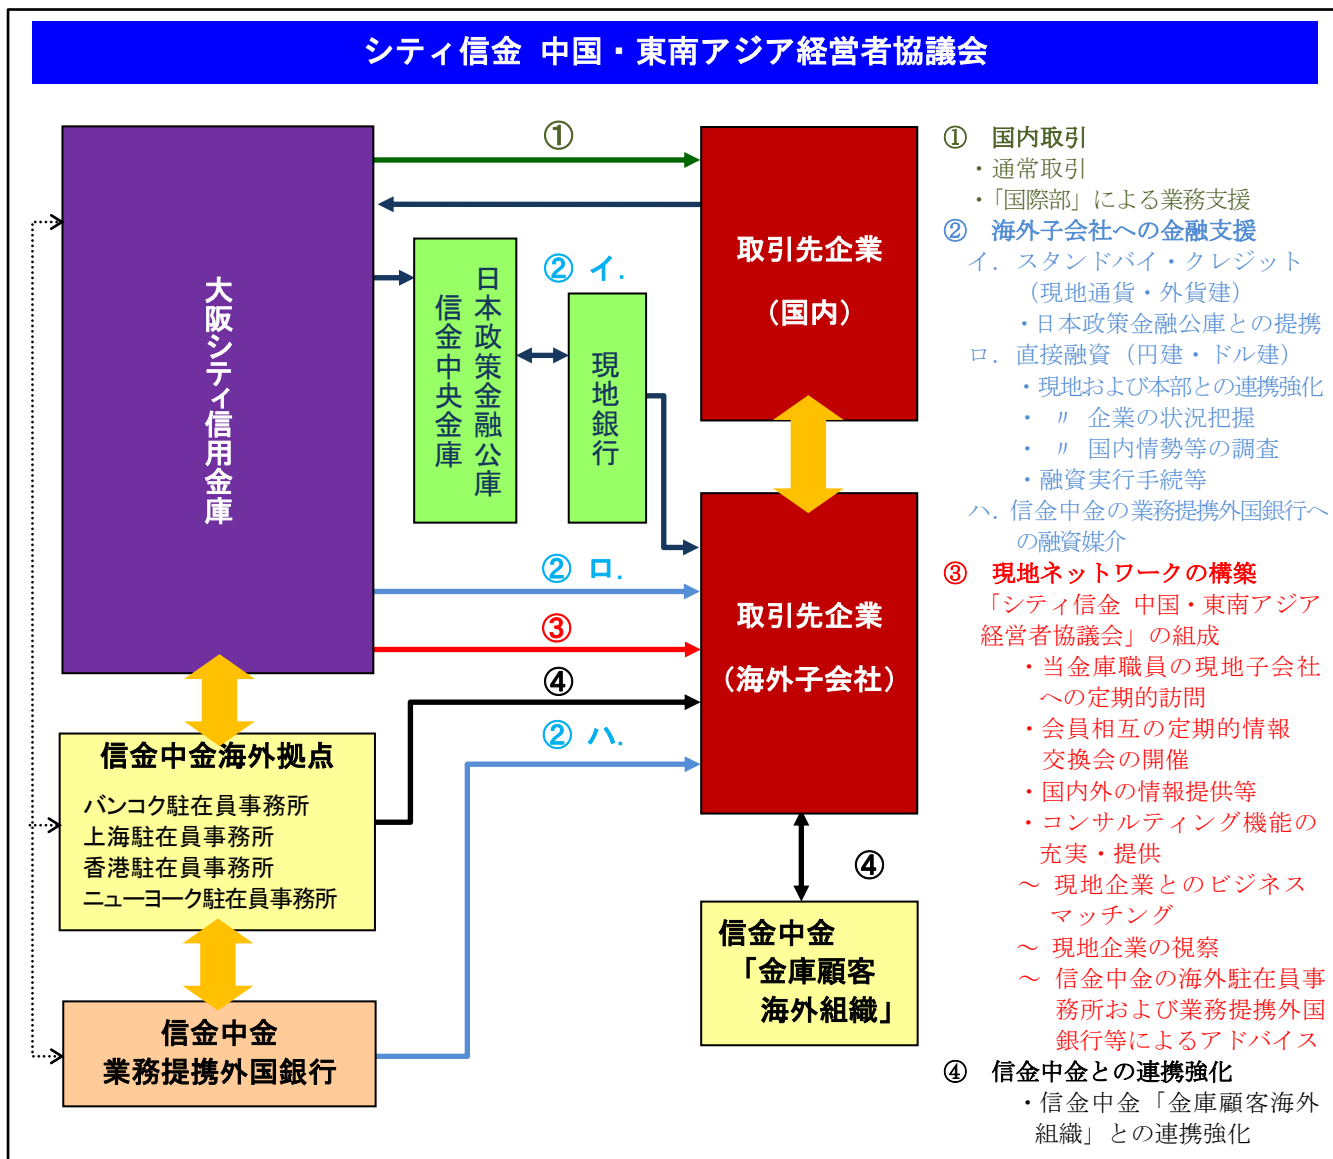 シティ信金 中国・東南アジア経営者協議会
大阪シティ信用金庫
①
取引先企業
（国内）
② イ．
日本政策金融公庫
信金中央金庫
現地銀行
② ロ．
③
④
② ハ．
取引先企業
（海外子会社）
信金中金海外拠点
バンコク駐在員事務所
上海駐在員事務所
香港駐在員事務所
ニューヨーク駐在員事務所
④
信金中金
「金庫顧客
海外組織」
信金中金
業務提携外国銀行
① 国内取引
・通常取引
・「国際部」による業務支援
② 海外子会社への金融支援
イ．スタンドバイ・クレジット
（現地通貨・外貨建）
・日本政策金融公庫との提携
ロ．直接融資（円建・ドル建）
・現地および本部との連携強化
・ 〃 企業の状況把握
・ 〃 国内情勢等の調査
・融資実行手続等
ハ．信金中金の業務提携外国銀行へ
の融資媒介
③ 現地ネットワークの構築
「シティ信金 中国・東南アジア
経営者協議会」の組成
・当金庫職員の現地子会社
への定期的訪問
・会員相互の定期的情報
交換会の開催
・国内外の情報提供等
・コンサルティング機能の
充実・提供
～ 現地企業とのビジネス
マッチング
～ 現地企業の視察
～ 信金中金の海外駐在員事
務所および業務提携外国
銀行等によるアドバイス
④ 信金中金との連携強化
・信金中金「金庫顧客海外
組織」との連携強化